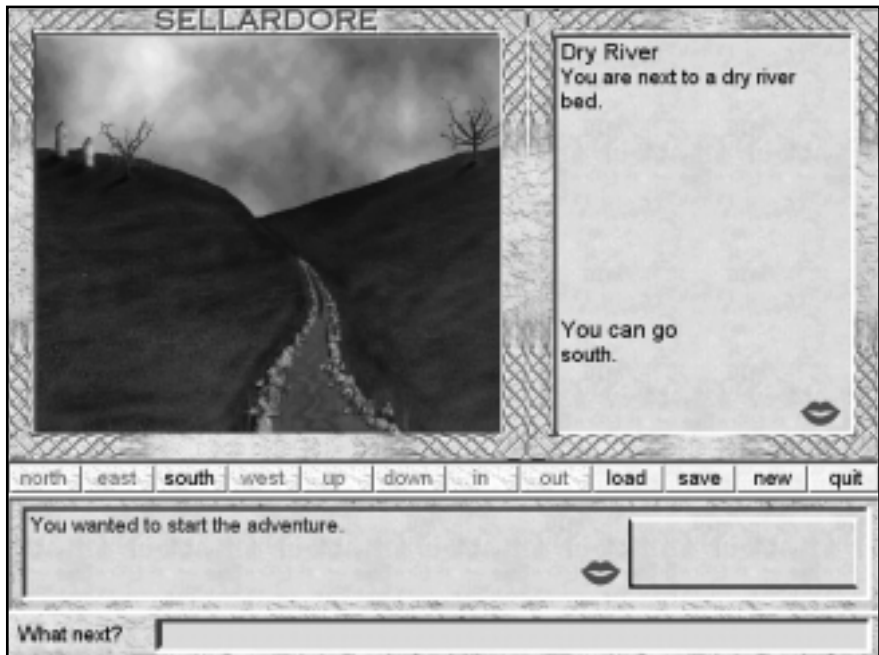 SELLARDORE
Dry River
You are next to a dry river
bed.
You can go
south.
north east south west up down in out load save new quit
You wanted to start the adventure.
What next?